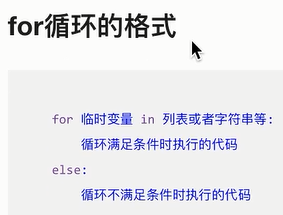 for循环的格式
for 临时变量 in 列表或者字符串等:
循环满足条件时执行的代码
else:
循环不满足条件时执行的代码